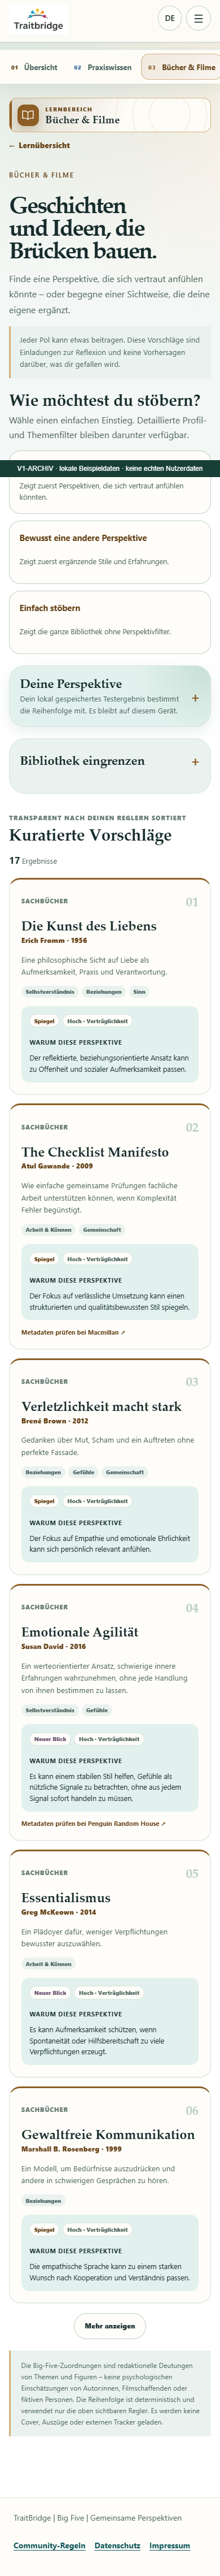 Traitbridge
DE
01 Übersicht
02 Praxiswissen
03 Bücher & Filme
LERNBEREICH
Bücher & Filme
← Lernübersicht
BÜCHER & FILME
Geschichten
und Ideen, die
Brücken bauen.
Finde eine Perspektive, die sich vertraut anfühlen
könnte – oder begegne einer Sichtweise, die deine
eigene ergänzt.
Jeder Pol kann etwas beitragen. Diese Vorschläge sind
Einladungen zur Reflexion und keine Vorhersagen
darüber, was dir gefallen wird.
Wie möchtest du stöbern?
Wähle einen einfachen Einstieg. Detaillierte Profil-
und Themenfilter bleiben darunter verfügbar.
V1-ARCHIV · lokale Beispieldaten · keine echten Nutzerdaten
Zeigt zuerst Perspektiven, die sich vertraut anfühlen
könnten.
Bewusst eine andere Perspektive
Zeigt zuerst ergänzende Stile und Erfahrungen.
Einfach stöbern
Zeigt die ganze Bibliothek ohne Perspektivfilter.
Deine Perspektive
Dein lokal gespeichertes Testergebnis bestimmt
die Reihenfolge mit. Es bleibt auf diesem Gerät.
+
Bibliothek eingrenzen
+
TRANSPARENT NACH DEINEN REGLERN SORTIERT
Kuratierte Vorschläge
17 Ergebnisse
SACHBÜCHER
01
Die Kunst des Liebens
Erich Fromm · 1956
Eine philosophische Sicht auf Liebe als
Aufmerksamkeit, Praxis und Verantwortung.
Selbstverständnis Beziehungen Sinn
Spiegel Hoch · Verträglichkeit
WARUM DIESE PERSPEKTIVE
Der reflektierte, beziehungsorientierte Ansatz kann
zu Offenheit und sozialer Aufmerksamkeit passen.
SACHBÜCHER
02
The Checklist Manifesto
Atul Gawande · 2009
Wie einfache gemeinsame Prüfungen fachliche
Arbeit unterstützen können, wenn Komplexität
Fehler begünstigt.
Arbeit & Können Gemeinschaft
Spiegel Hoch · Verträglichkeit
WARUM DIESE PERSPEKTIVE
Der Fokus auf verlässliche Umsetzung kann einen
strukturierten und qualitätsbewussten Stil spiegeln.
Metadaten prüfen bei Macmillan ↗
SACHBÜCHER
03
Verletzlichkeit macht stark
Brené Brown · 2012
Gedanken über Mut, Scham und ein Auftreten ohne
perfekte Fassade.
Beziehungen Gefühle Gemeinschaft
Spiegel Hoch · Verträglichkeit
WARUM DIESE PERSPEKTIVE
Der Fokus auf Empathie und emotionale Ehrlichkeit
kann sich persönlich relevant anfühlen.
SACHBÜCHER
04
Emotionale Agilität
Susan David · 2016
Ein werteorientierter Ansatz, schwierige innere
Erfahrungen wahrzunehmen, ohne jede Handlung
von ihnen bestimmen zu lassen.
Selbstverständnis Gefühle
Neuer Blick Hoch · Verträglichkeit
WARUM DIESE PERSPEKTIVE
Es kann einem stabilen Stil helfen, Gefühle als
nützliche Signale zu betrachten, ohne aus jedem
Signal sofort handeln zu müssen.
Metadaten prüfen bei Penguin Random House ↗
SACHBÜCHER
05
Essentialismus
Greg McKeown · 2014
Ein Plädoyer dafür, weniger Verpflichtungen
bewusster auszuwählen.
Arbeit & Können
Neuer Blick Hoch · Verträglichkeit
WARUM DIESE PERSPEKTIVE
Es kann Aufmerksamkeit schützen, wenn
Spontaneität oder Hilfsbereitschaft zu viele
Verpflichtungen erzeugt.
SACHBÜCHER
06
Gewaltfreie Kommunikation
Marshall B. Rosenberg · 1999
Ein Modell, um Bedürfnisse auszudrücken und
andere in schwierigen Gesprächen zu hören.
Beziehungen
Spiegel Hoch · Verträglichkeit
WARUM DIESE PERSPEKTIVE
Die empathische Sprache kann zu einem starken
Wunsch nach Kooperation und Verständnis passen.
Mehr anzeigen
Die Big-Five-Zuordnungen sind redaktionelle Deutungen
von Themen und Figuren – keine psychologischen
Einschätzungen von Autor:innen, Filmschaffenden oder
fiktiven Personen. Die Reihenfolge ist deterministisch und
verwendet nur die oben sichtbaren Regler. Es werden keine
Cover, Auszüge oder externen Tracker geladen.
TraitBridge | Big Five | Gemeinsame Perspektiven
Community-Regeln Datenschutz Impressum